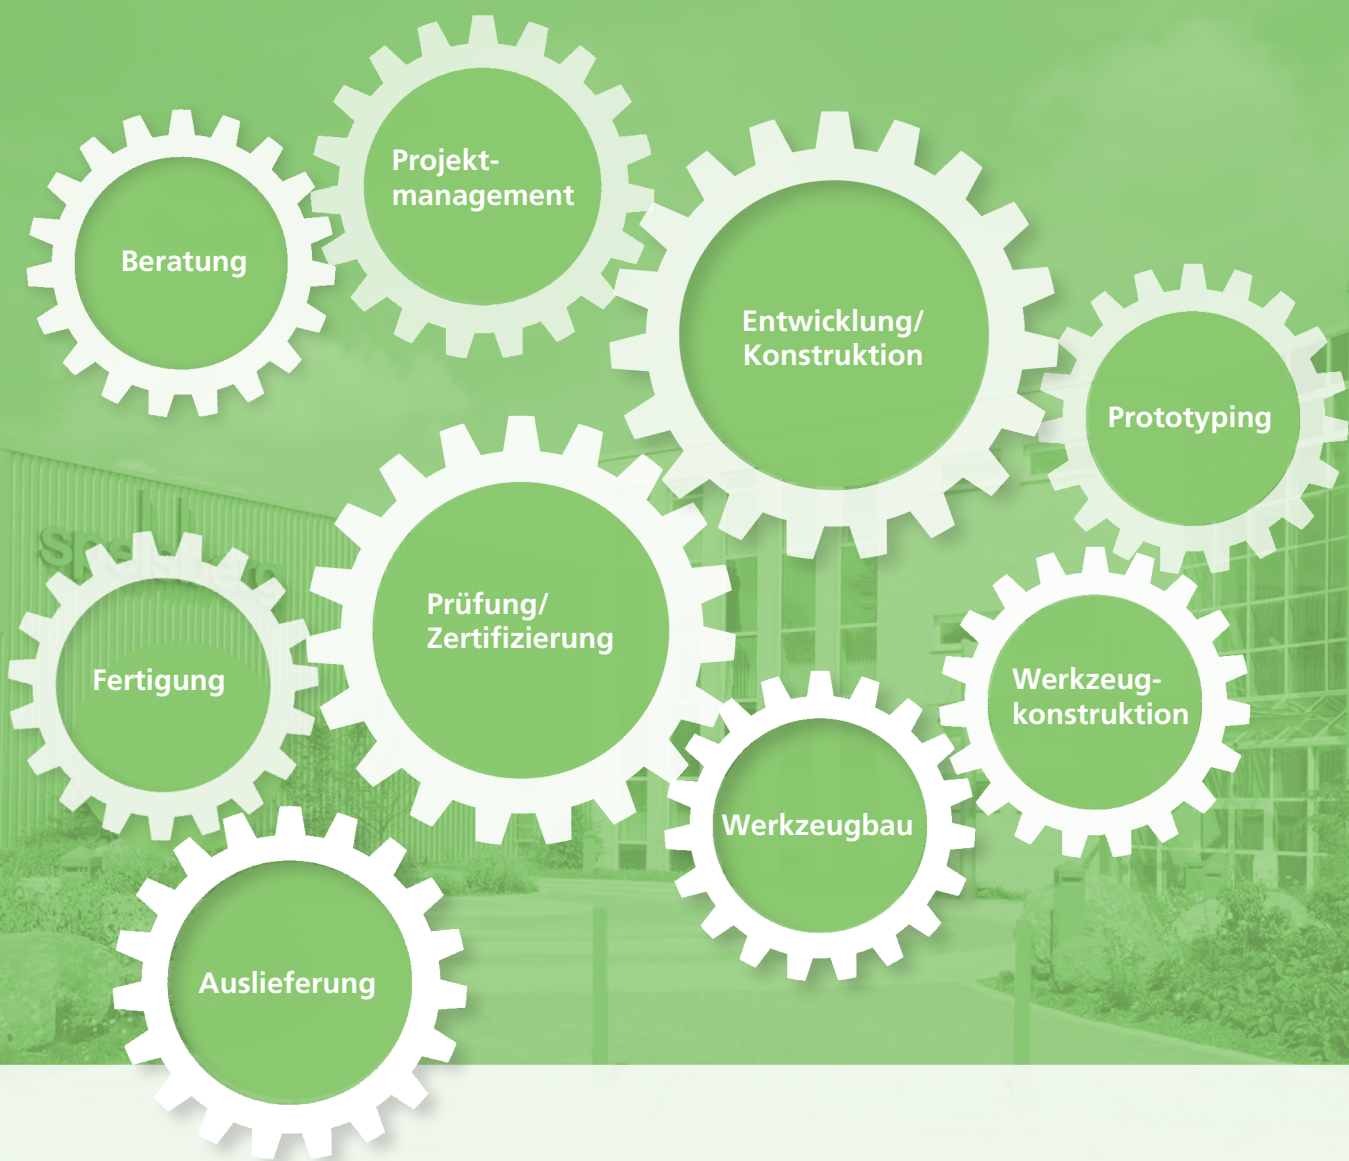 Beratung
Projekt-
management
Entwicklung/
Konstruktion
Prototyping
Werkzeug-
konstruktion
Werkzeugbau
Prüfung/
Zertifizierung
Fertigung
Auslieferung